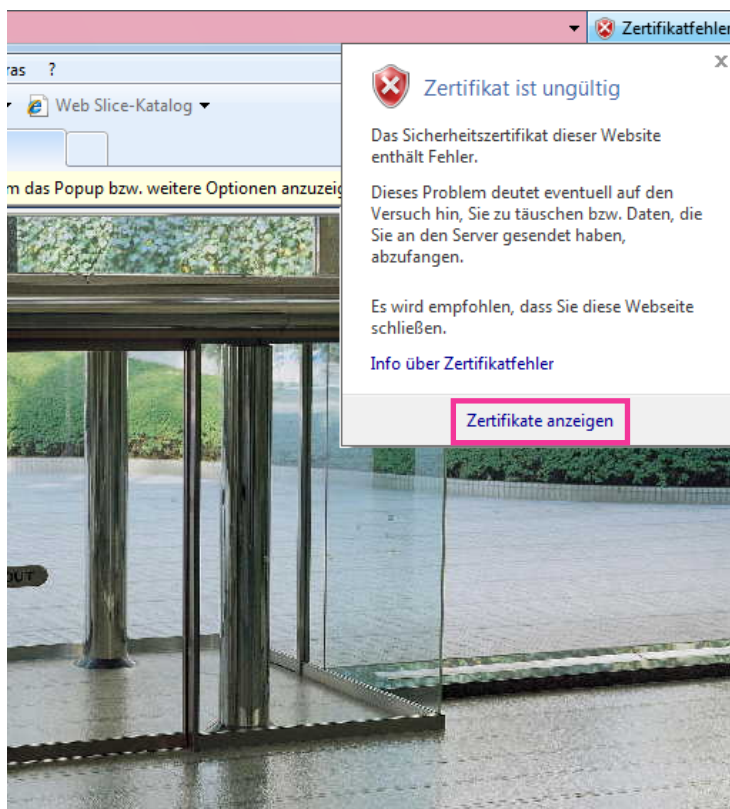 Zertifikatfehler
ras ?
Web Slice-Katalog
Zertifikat ist ungültig
x
Das Sicherheitszertifikat dieser Website
enthält Fehler.
m das Popup bzw. weitere Optionen anzuzeig
Dieses Problem deutet eventuell auf den
Versuch hin, Sie zu täuschen bzw. Daten, die
Sie an den Server gesendet haben,
abzufangen.
Es wird empfohlen, dass Sie diese Webseite
schließen.
Info über Zertifikatfehler
Zertifikate anzeigen
OUT